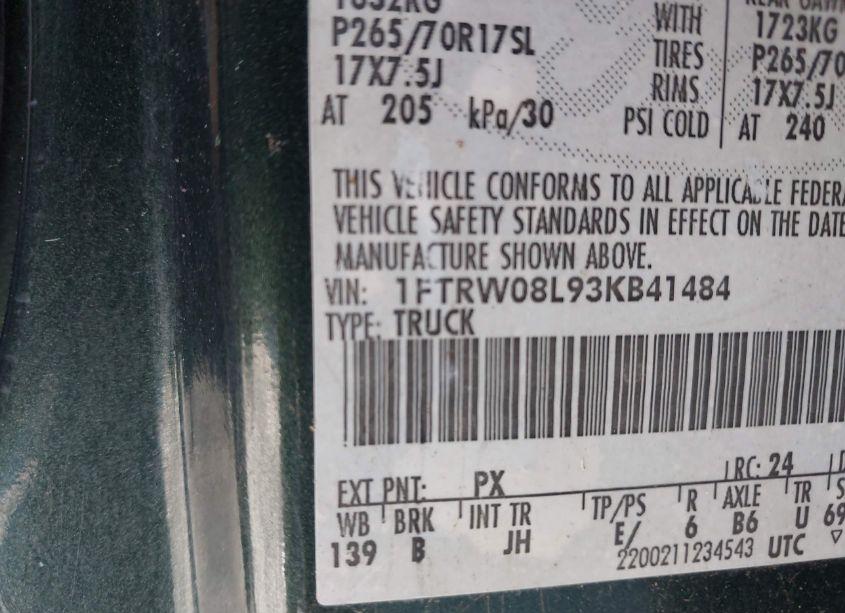 1632KG
P265/70R17SL
17X7.5J
AT 205 kPa/30
WITH
TIRES
RIMS
PSI COLD
1723KG
P265/70
17X7.5J
AT 240
THIS VEHICLE CONFORMS TO ALL APPLICABLE FEDERA
VEHICLE SAFETY STANDARDS IN EFFECT ON THE DATE
MANUFACTURE SHOWN ABOVE.
VIN: 1FTRW08L93KB41484
TYPE: TRUCK
EXT PNT: PX RC: 24
WB BRK INT TR TP/PS R AXLE TR S
139 B JH E/ 6 B6 U 69
2200211234543 UTC